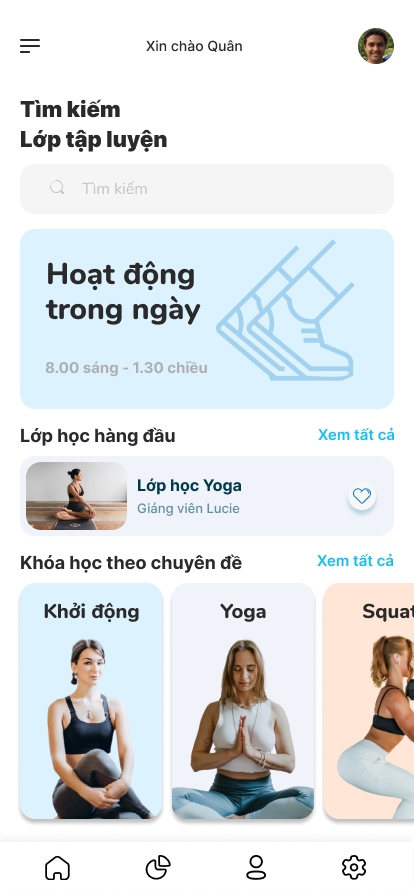 Xin chào Quân
Tìm kiếm
Lớp tập luyện
Tìm kiếm
Hoạt động
trong ngày
8.00 sáng - 1.30 chiều
Lớp học hàng đầu
Xem tất cả
Lớp học Yoga
Giảng viên Lucie
Khóa học theo chuyên đề
Xem tất cả
Khởi động
Yoga
Squat